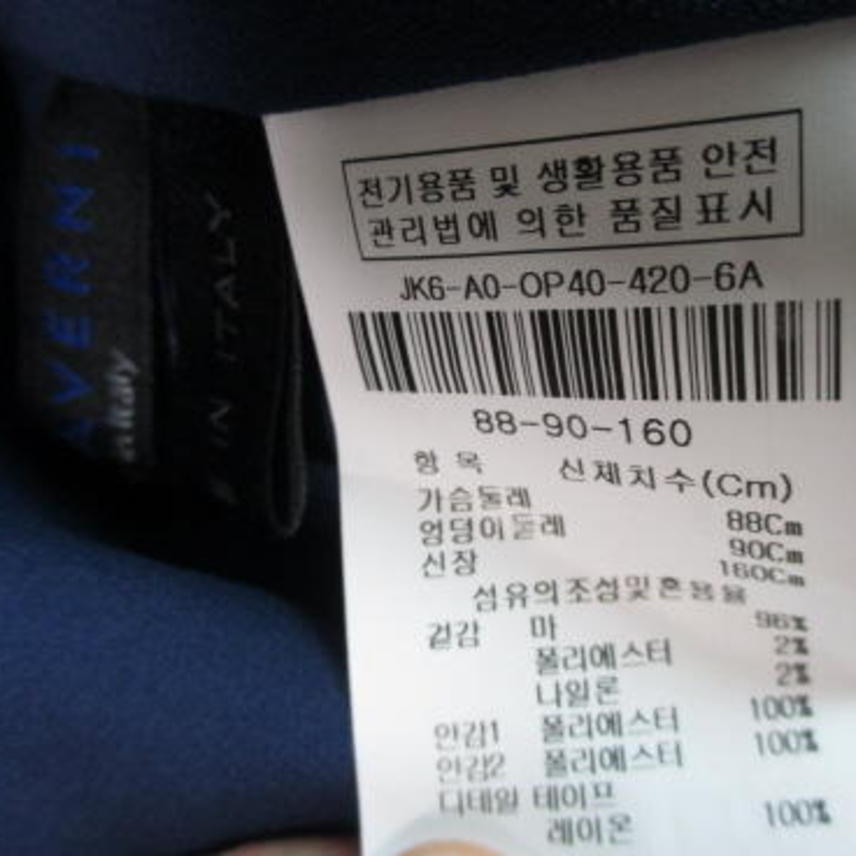 AVERNI
IN ITALY
전기용품 및 생활용품 안전
관리법에 의한 품질표시
JK6-A0-OP40-420-6A
88-90-160
항 목 신체치수(Cm)
가슴둘레 88Cm
엉덩이둘레 90Cm
신장 160Cm
섬유의조성및혼용율
겉감 마 96%
폴리에스터 2%
나일론 2%
안감1 폴리에스터 100%
안감2 폴리에스터 100%
디테일 테이프
레이온 100%